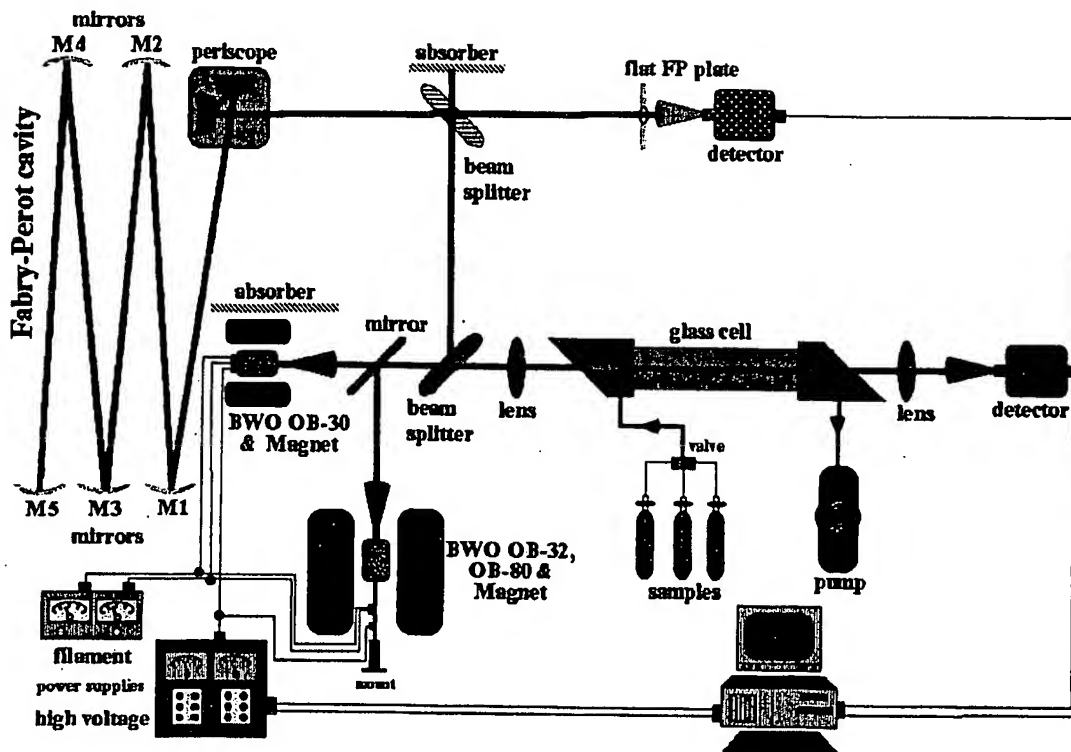 mirrors
M4
M2
periscope
absorber
flat FP plate
detector
beam
splitter
Fabry-Perot cavity
absorber
mirror
glass cell
BWO OB-30
& Magnet
beam
splitter
lens
lens
detector
valve
M5
M3
M1
mirrors
BWO OB-32,
OB-80 &
Magnet
samples
pump
filament
power supplies
high voltage
mount